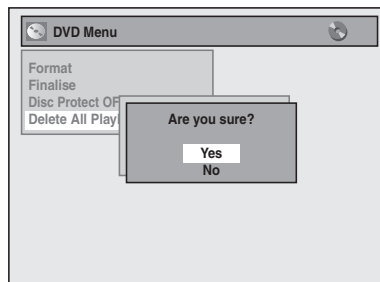 DVD Menu
Format
Finalise
Disc Protect OF
Delete All Playl
Are you sure?
Yes
No